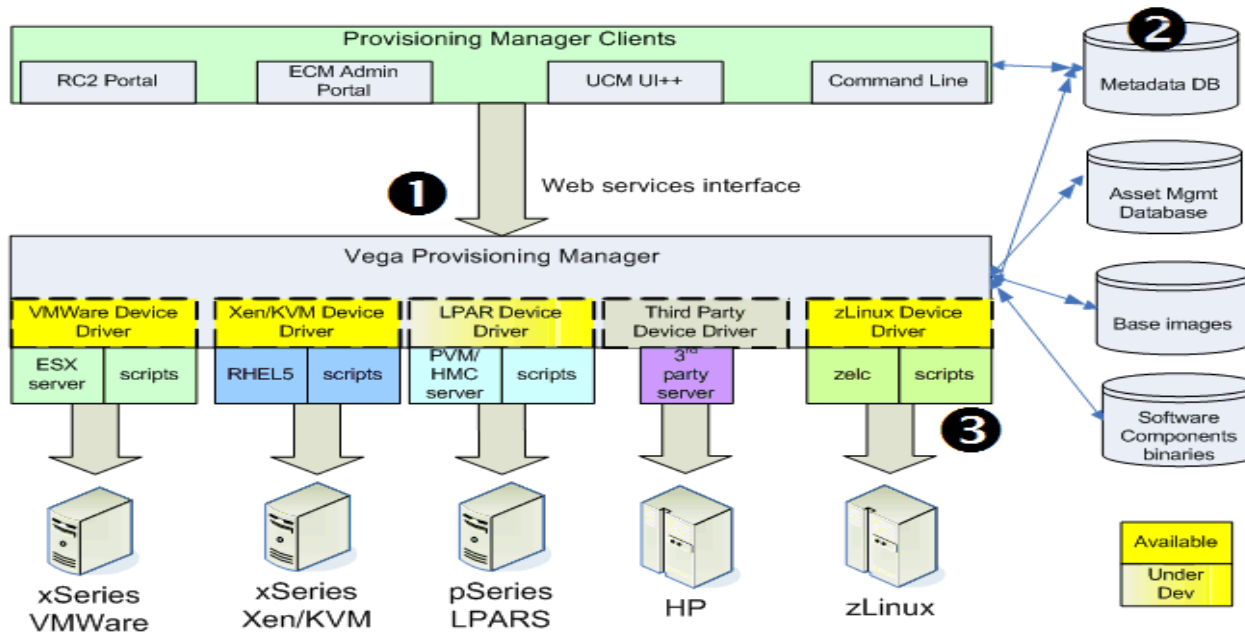 Provisioning Manager Clients
RC2 Portal
ECM Admin
Portal
UCM UI++
Command Line
2
Metadata DB
1
Web services interface
Asset Mgmt
Database
Vega Provisioning Manager
VMWare Device
Driver
Xen/KVM Device
Driver
LPAR Device
Driver
Third Party
Device Driver
zLinux Device
Driver
Base images
ESX
server
scripts
RHEL5
scripts
PVM/
HMC
server
scripts
3rd
party
server
zelc
scripts
3
Software
Components
binaries
xSeries
VMWare
xSeries
Xen/KVM
pSeries
LPARS
HP
zLinux
Available
Under
Dev